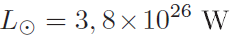 L⊙ = 3, 8×10²⁶ W